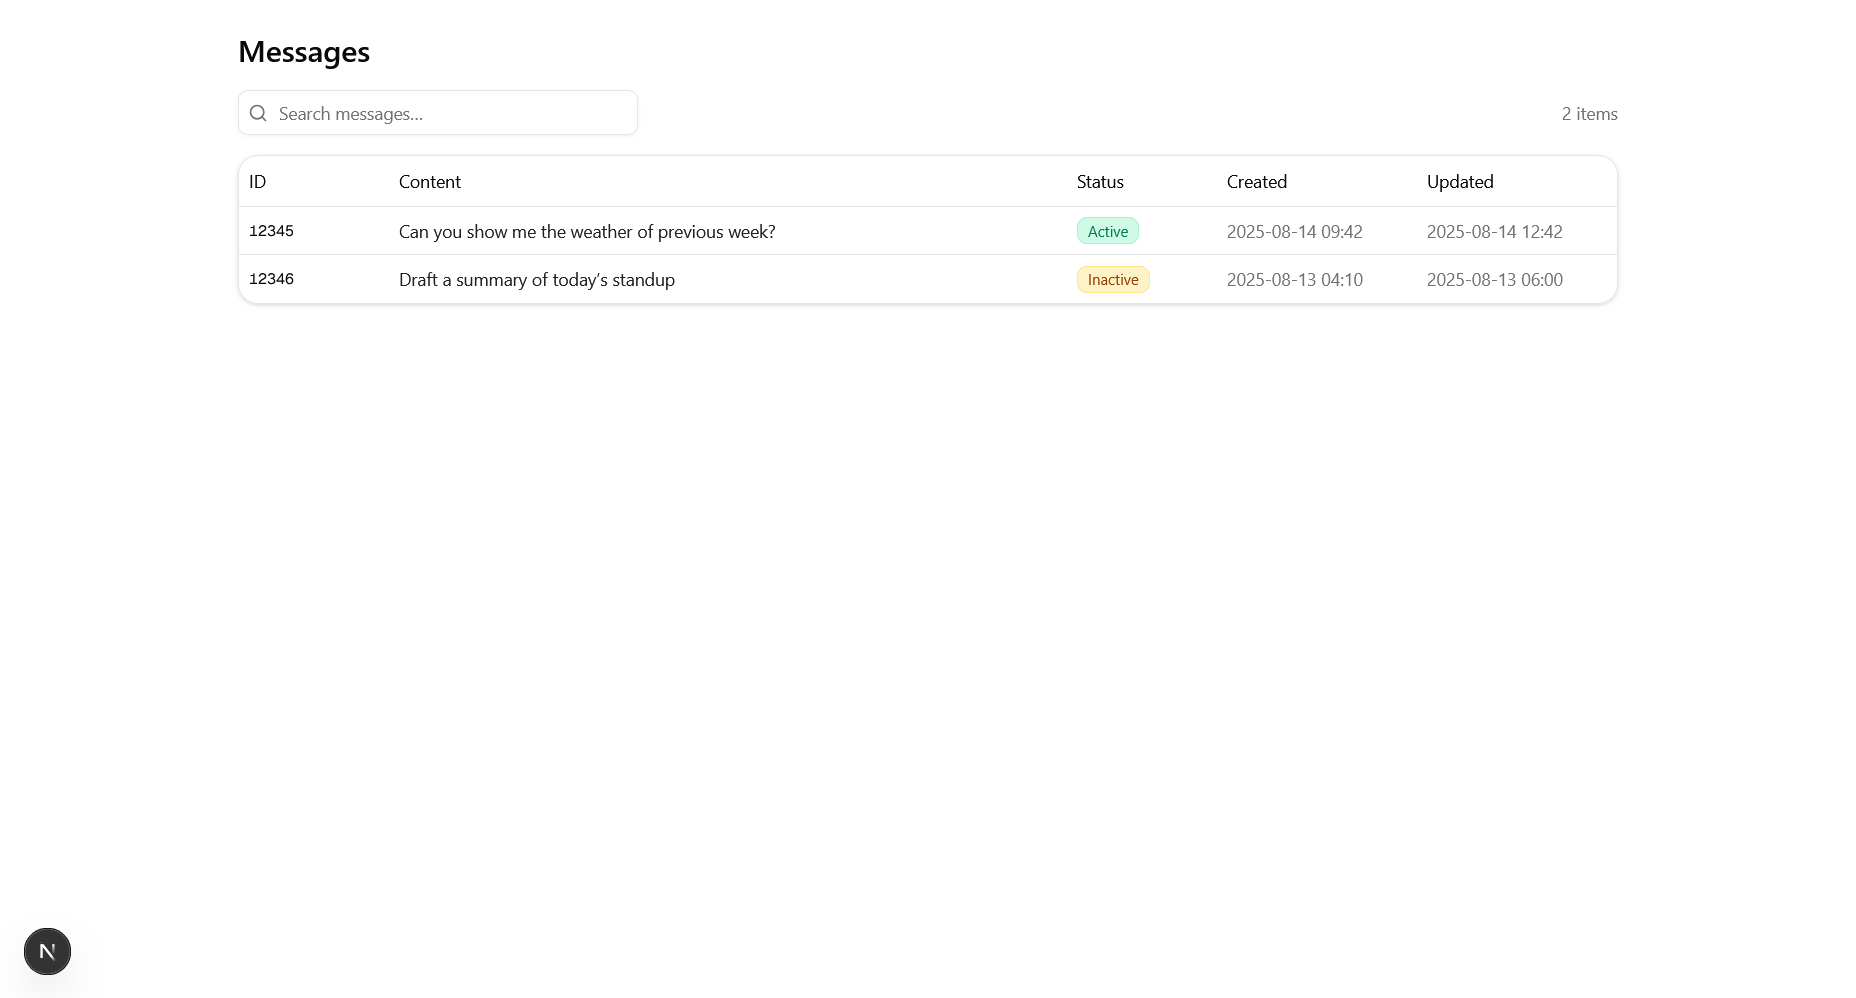 Messages
Search messages...
2 items
ID Content Status Created Updated
12345 Can you show me the weather of previous week? Active 2025-08-14 09:42 2025-08-14 12:42
12346 Draft a summary of today’s standup Inactive 2025-08-13 04:10 2025-08-13 06:00
N